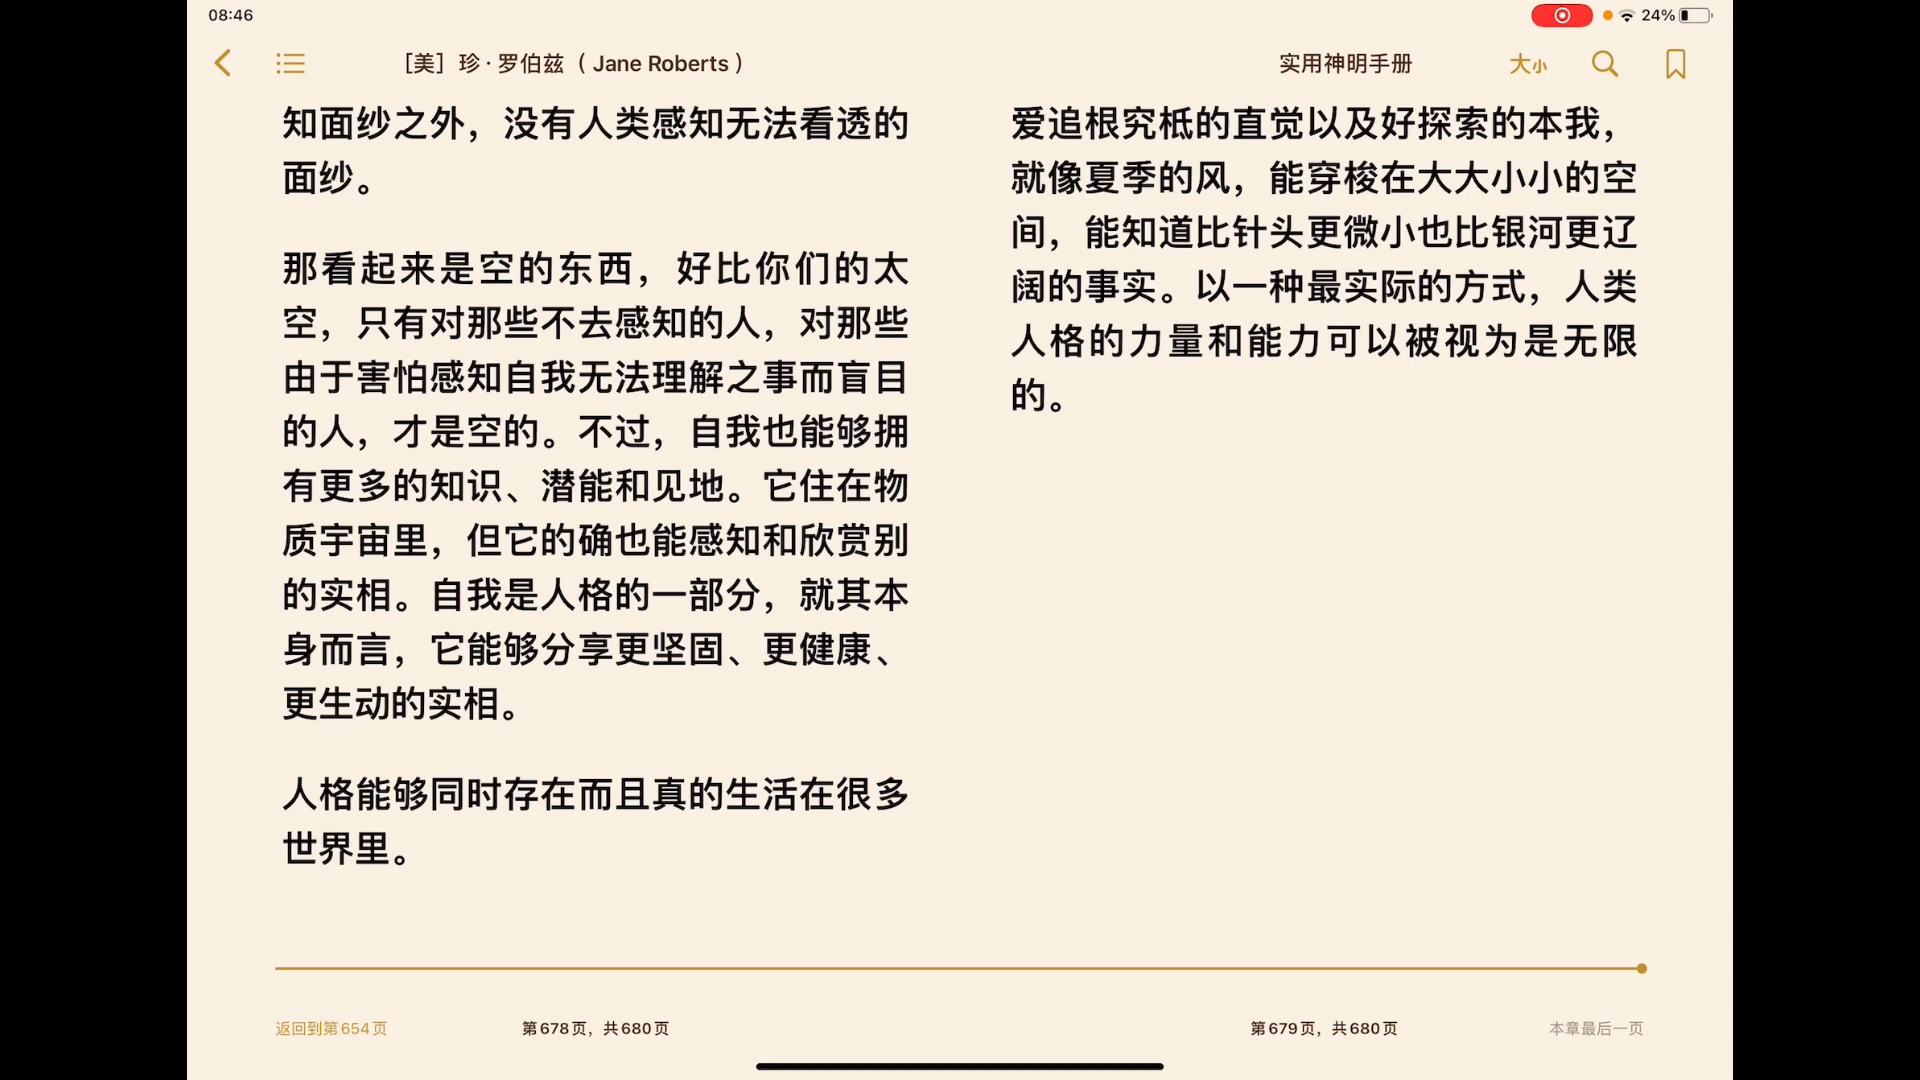 08:46
24%
[美] 珍·罗伯兹（Jane Roberts）
实用神明手册
大小
知面纱之外，没有人类感知无法看透的
面纱。
那看起来是空的东西，好比你们的太
空，只有对那些不去感知的人，对那些
由于害怕感知自我无法理解之事而盲目
的人，才是空的。不过，自我也能够拥
有更多的知识、潜能和见地。它住在物
质宇宙里，但它的确也能感知和欣赏别
的实相。自我是人格的一部分，就其本
身而言，它能够分享更坚固、更健康、
更生动的实相。
人格能够同时存在而且真的生活在很多
世界里。
爱追根究柢的直觉以及好探索的本我，
就像夏季的风，能穿梭在大大小小的空
间，能知道比针头更微小也比银河更辽
阔的事实。以一种最实际的方式，人类
人格的力量和能力可以被视为是无限
的。
返回到第654页
第678页，共680页
第679页，共680页
本章最后一页